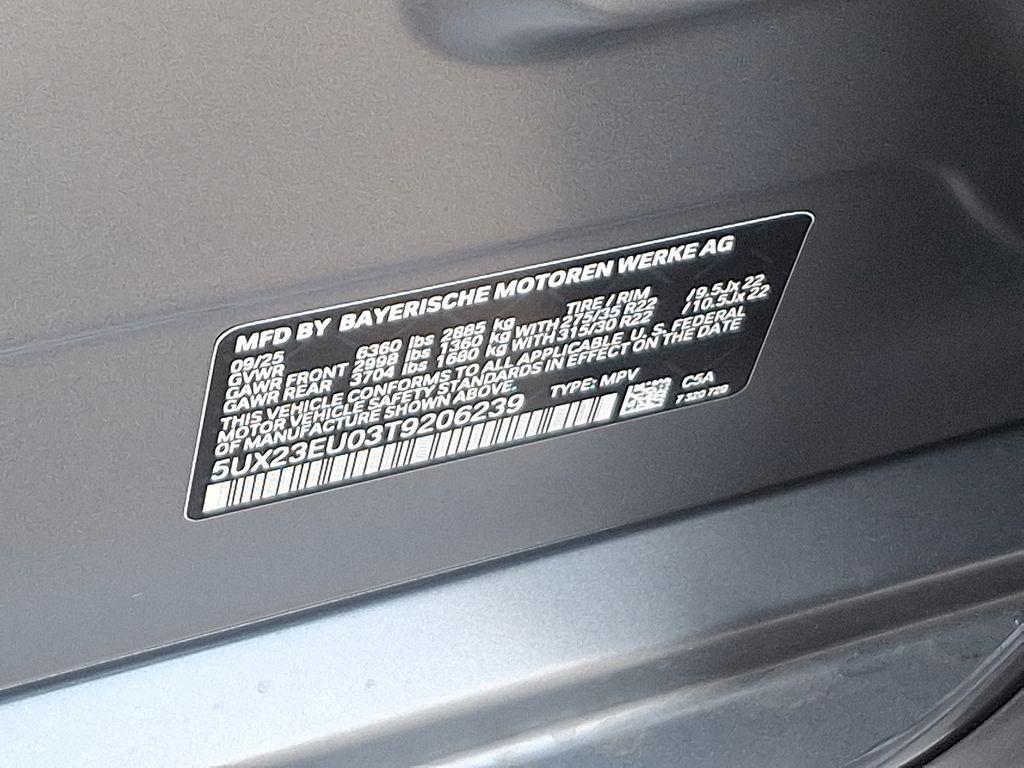 MFD BY BAYERISCHE MOTOREN WERKE AG
09/25 TIRE / RIM
GVWR 6360 lbs 2885 kg
GAWR FRONT 2998 lbs 1360 kg WITH 275/35 R22 /9.5Jx22
GAWR REAR 3704 lbs 1680 kg WITH 315/30 R22 /10.5Jx22
THIS VEHICLE CONFORMS TO ALL APPLICABLE U.S. FEDERAL
MOTOR VEHICLE SAFETY STANDARDS IN EFFECT ON THE DATE
OF MANUFACTURE SHOWN ABOVE.
5UX23EU03T9206239 TYPE: MPV C5A
7 320 720